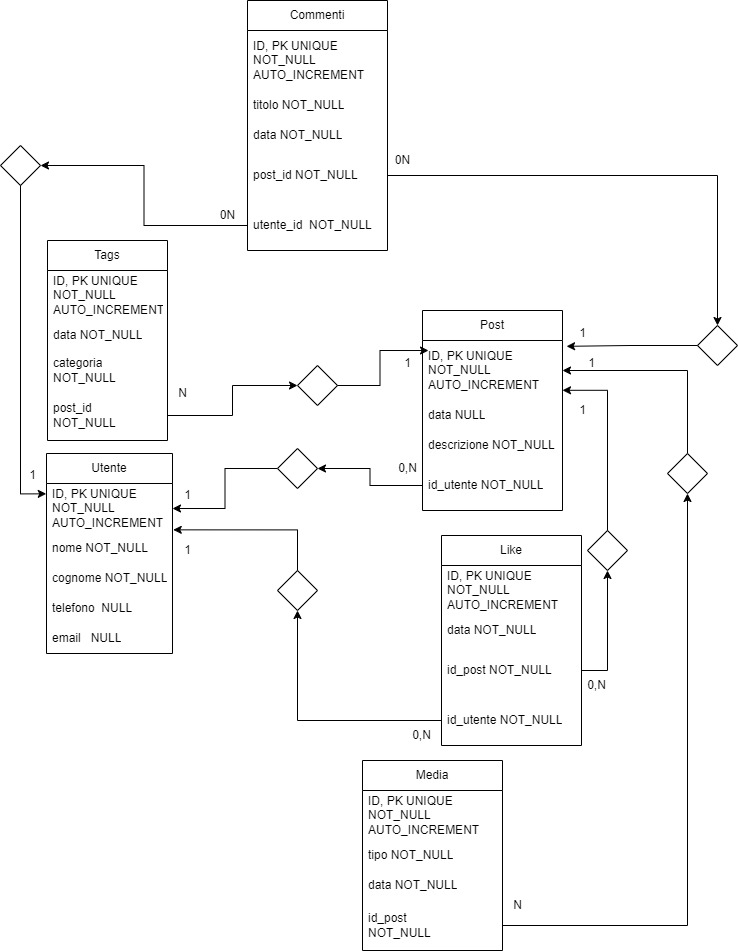 Commenti
ID, PK UNIQUE
NOT_NULL
AUTO_INCREMENT
titolo NOT_NULL
data NOT_NULL
post_id NOT_NULL
utente_id NOT_NULL
0N
0N
Tags
ID, PK UNIQUE
NOT_NULL
AUTO_INCREMENT
data NOT_NULL
categoria
NOT_NULL
post_id
NOT_NULL
N
1
Post
ID, PK UNIQUE
NOT_NULL
AUTO_INCREMENT
data NULL
descrizione NOT_NULL
id_utente NOT_NULL
1
1
1
0,N
Utente
ID, PK UNIQUE
NOT_NULL
AUTO_INCREMENT
nome NOT_NULL
cognome NOT_NULL
telefono NULL
email NULL
1
1
1
Like
ID, PK UNIQUE
NOT_NULL
AUTO_INCREMENT
data NOT_NULL
id_post NOT_NULL
id_utente NOT_NULL
0,N
0,N
Media
ID, PK UNIQUE
NOT_NULL
AUTO_INCREMENT
tipo NOT_NULL
data NOT_NULL
id_post
NOT_NULL
N